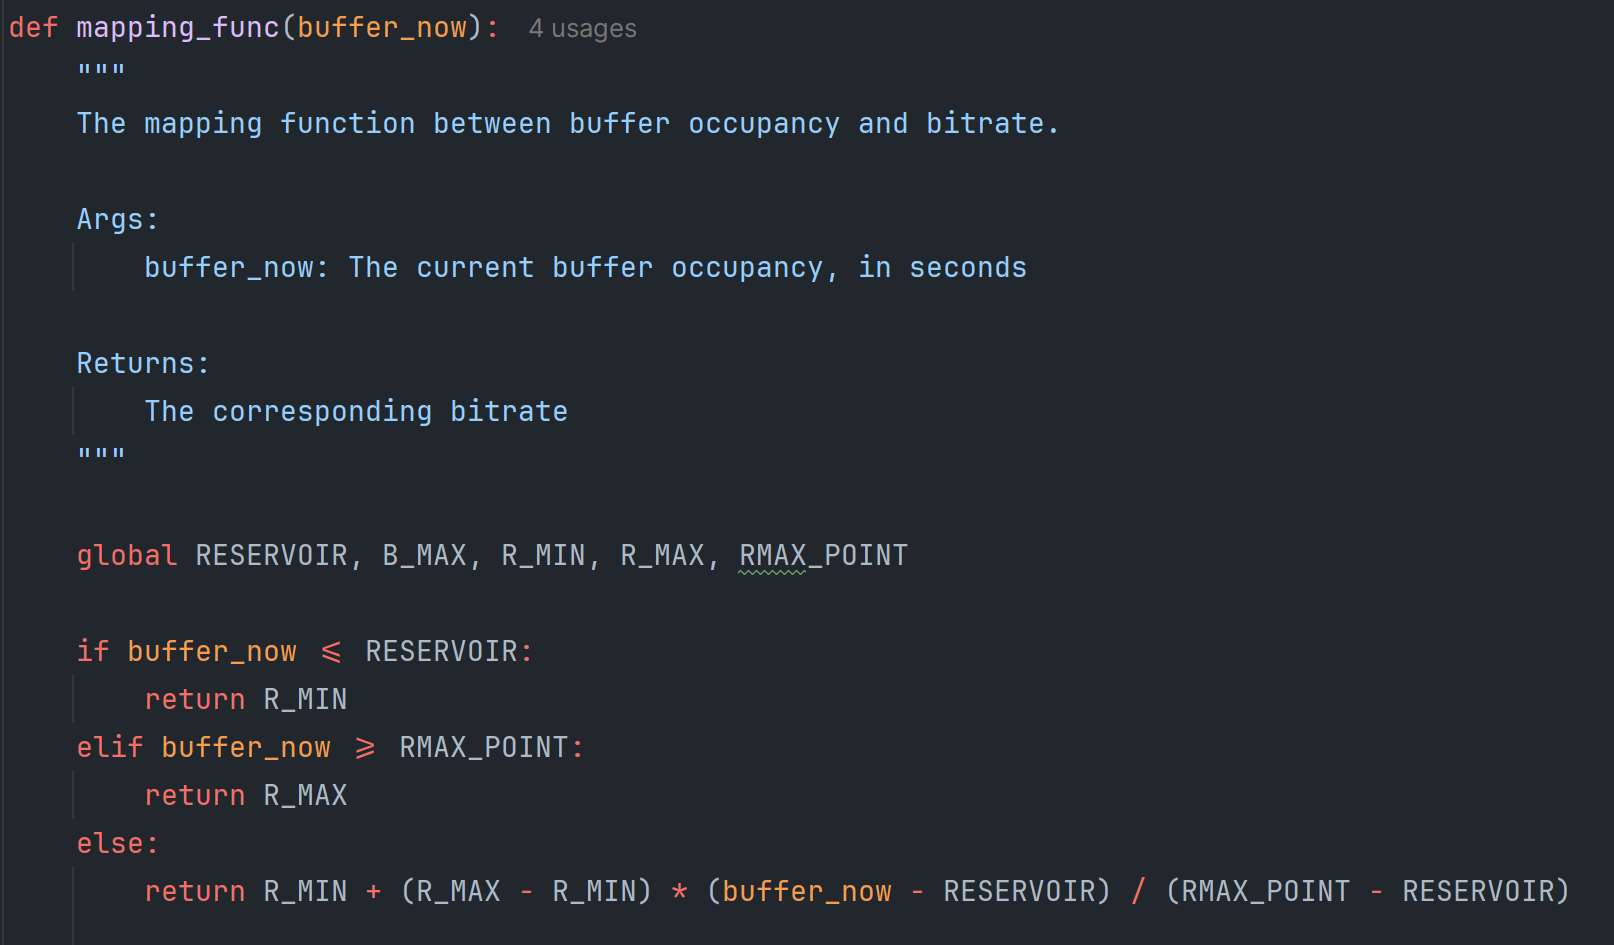 def mapping_func(buffer_now): 4 usages
"""
The mapping function between buffer occupancy and bitrate.
Args:
buffer_now: The current buffer occupancy, in seconds
Returns:
The corresponding bitrate
"""
global RESERVOIR, B_MAX, R_MIN, R_MAX, RMAX_POINT
if buffer_now ⩽ RESERVOIR:
return R_MIN
elif buffer_now ⩾ RMAX_POINT:
return R_MAX
else:
return R_MIN + (R_MAX - R_MIN) * (buffer_now - RESERVOIR) / (RMAX_POINT - RESERVOIR)